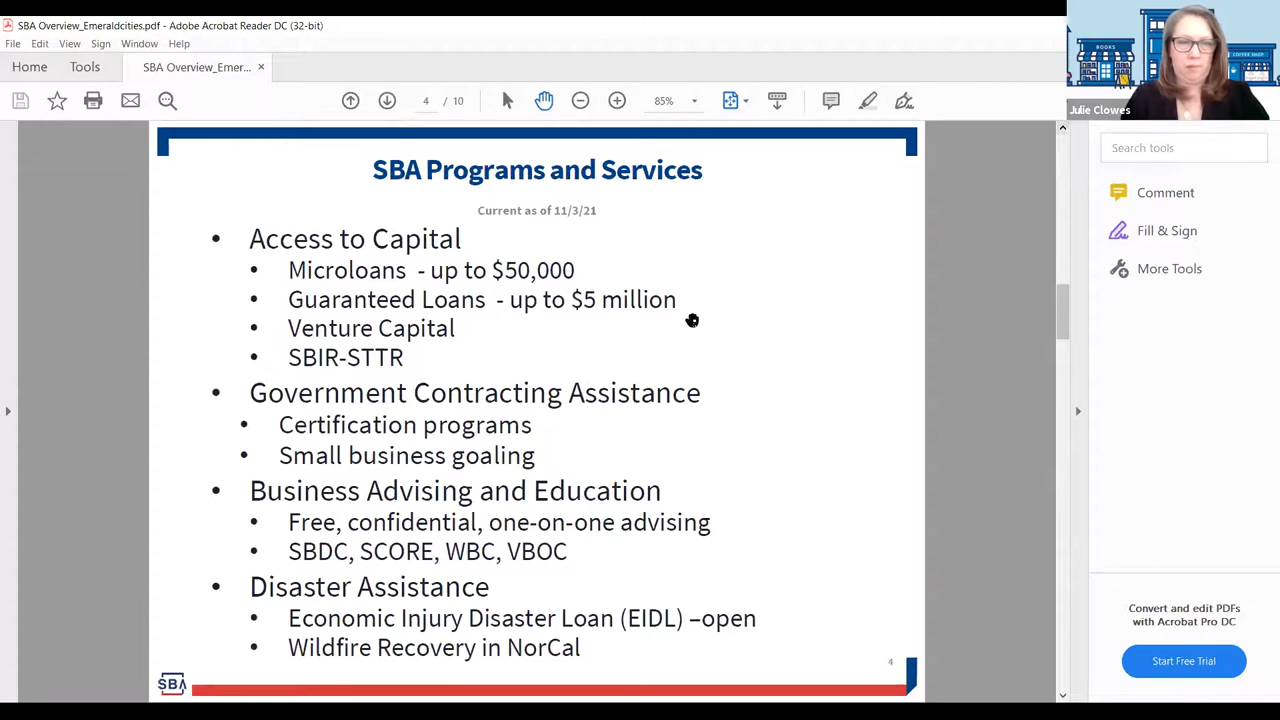 SBA Overview_Emeraldcities.pdf - Adobe Acrobat Reader DC (32-bit)
File Edit View Sign Window Help
Home Tools SBA Overview_Emer... ×
4 / 10 85%
BOOKS
COFFEE SHOP
Julie Clowes
SBA Programs and Services
Current as of 11/3/21
• Access to Capital
• Microloans - up to $50,000
• Guaranteed Loans - up to $5 million
• Venture Capital
• SBIR-STTR
• Government Contracting Assistance
• Certification programs
• Small business goaling
• Business Advising and Education
• Free, confidential, one-on-one advising
• SBDC, SCORE, WBC, VBOC
• Disaster Assistance
• Economic Injury Disaster Loan (EIDL) –open
• Wildfire Recovery in NorCal
4
SBA
Search tools
Comment
Fill & Sign
More Tools
Convert and edit PDFs
with Acrobat Pro DC
Start Free Trial